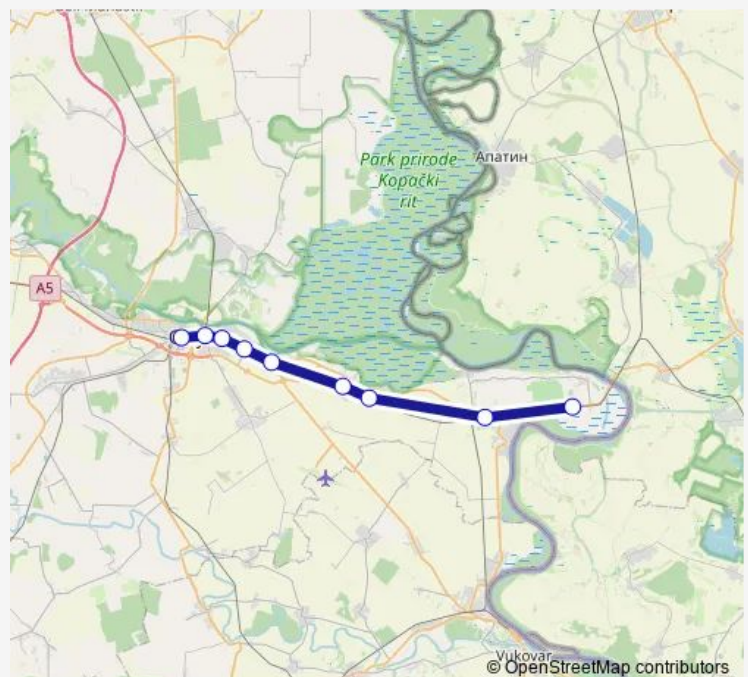 Park prirode
Kopački
rit
Апатин
A5
Vukovar
© OpenStreetMap contributors